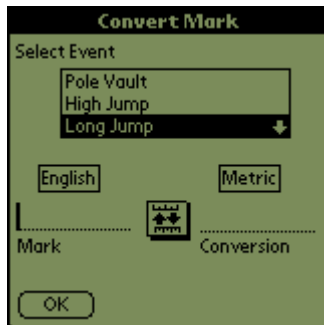 Convert Mark
Select Event
Pole Vault
High Jump
Long Jump
English Metric
Mark Conversion
OK